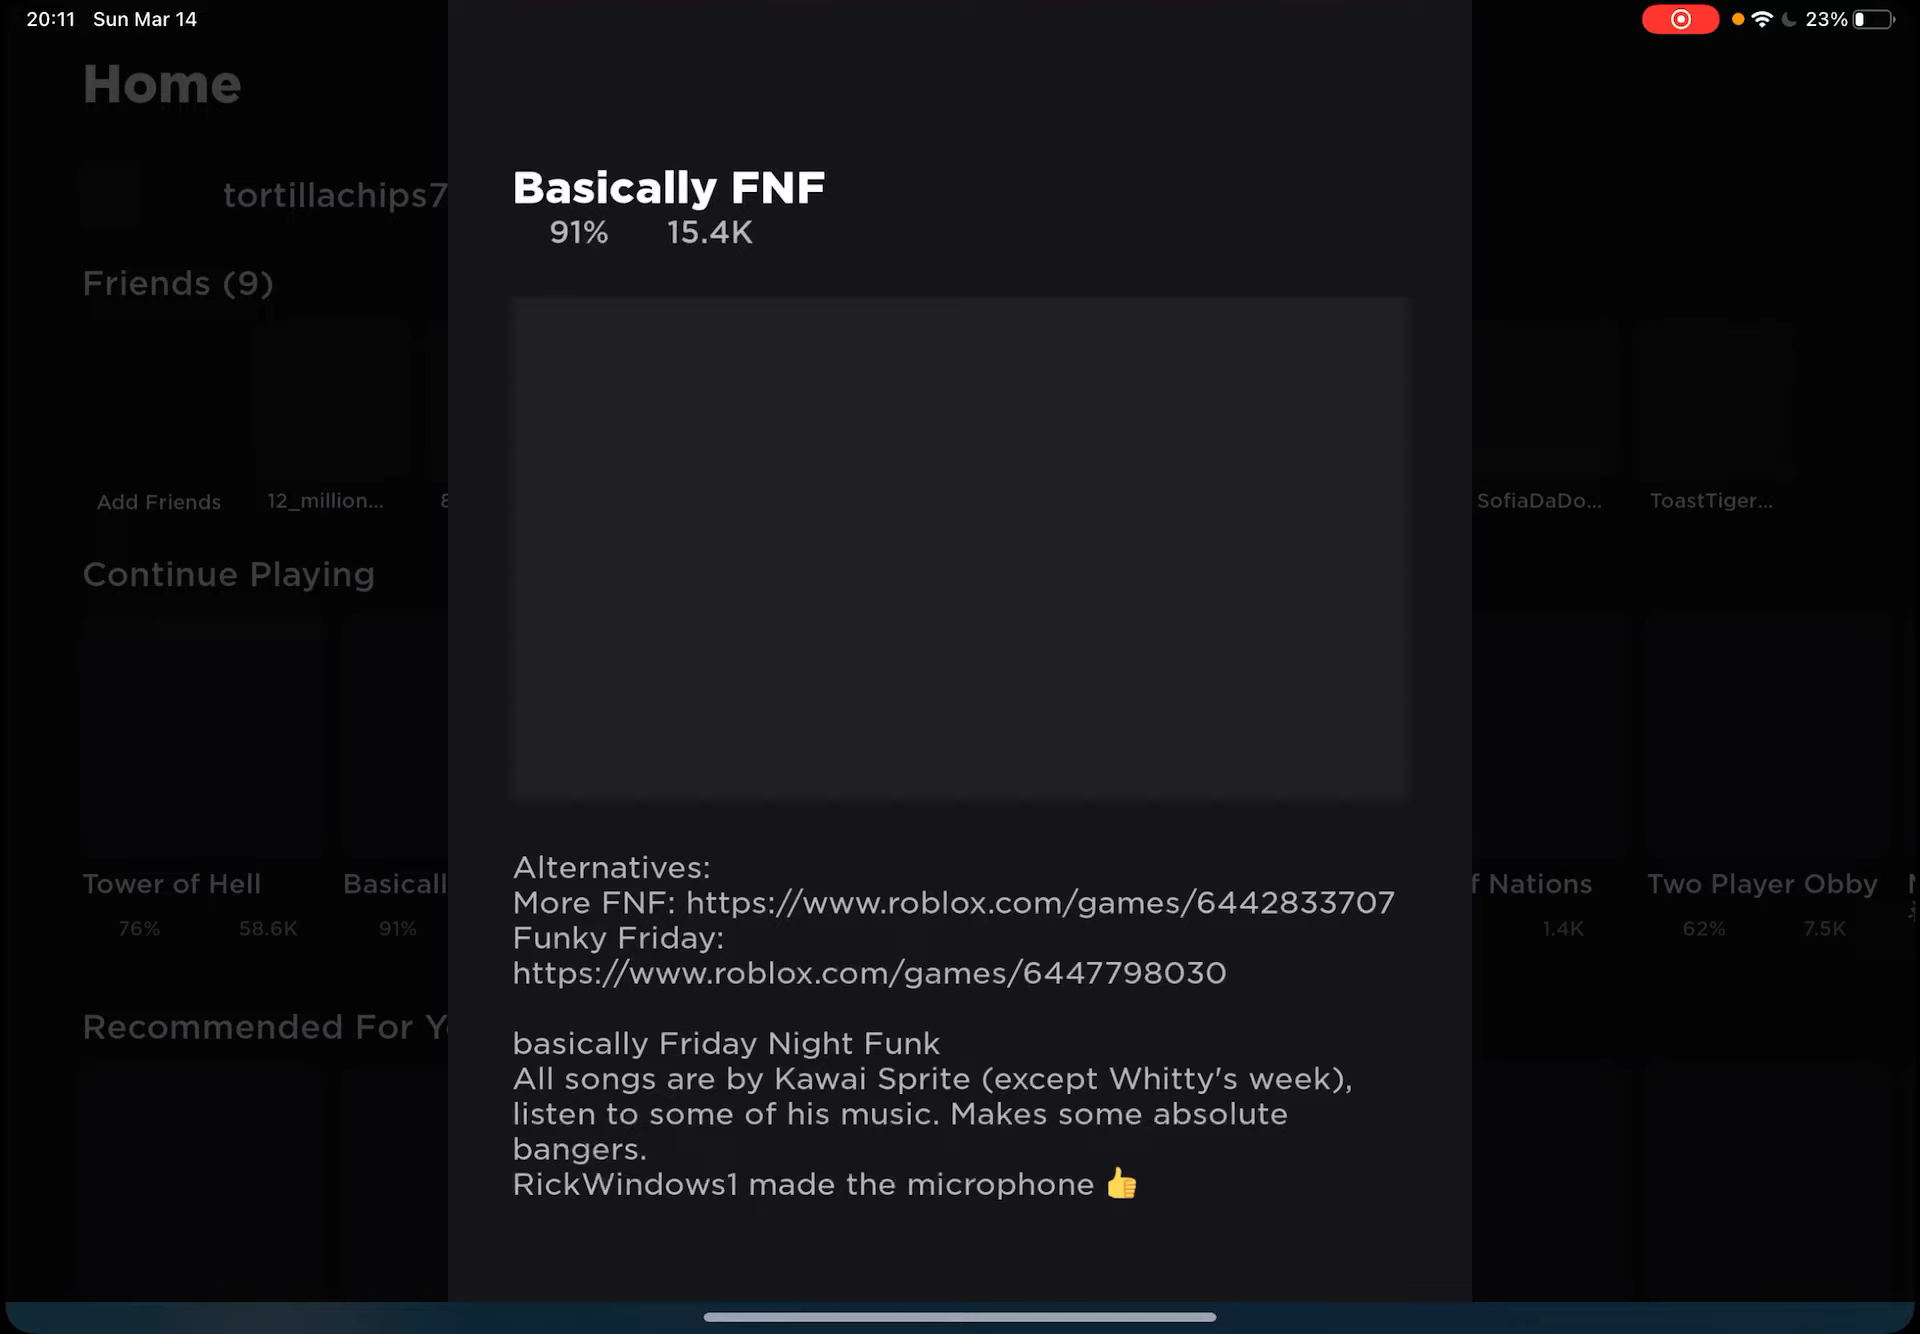 20:11 Sun Mar 14
23%
Home
tortillachips7
Friends (9)
Add Friends
12_million...
8
SofiaDaDo...
ToastTiger...
Continue Playing
Tower of Hell
76% 58.6K
Basicall
91%
f Nations
1.4K
Two Player Obby
62% 7.5K
Recommended For Yo
Basically FNF
91% 15.4K
Alternatives:
More FNF: https://www.roblox.com/games/6442833707
Funky Friday:
https://www.roblox.com/games/6447798030
basically Friday Night Funk
All songs are by Kawai Sprite (except Whitty's week),
listen to some of his music. Makes some absolute
bangers.
RickWindows1 made the microphone 👍